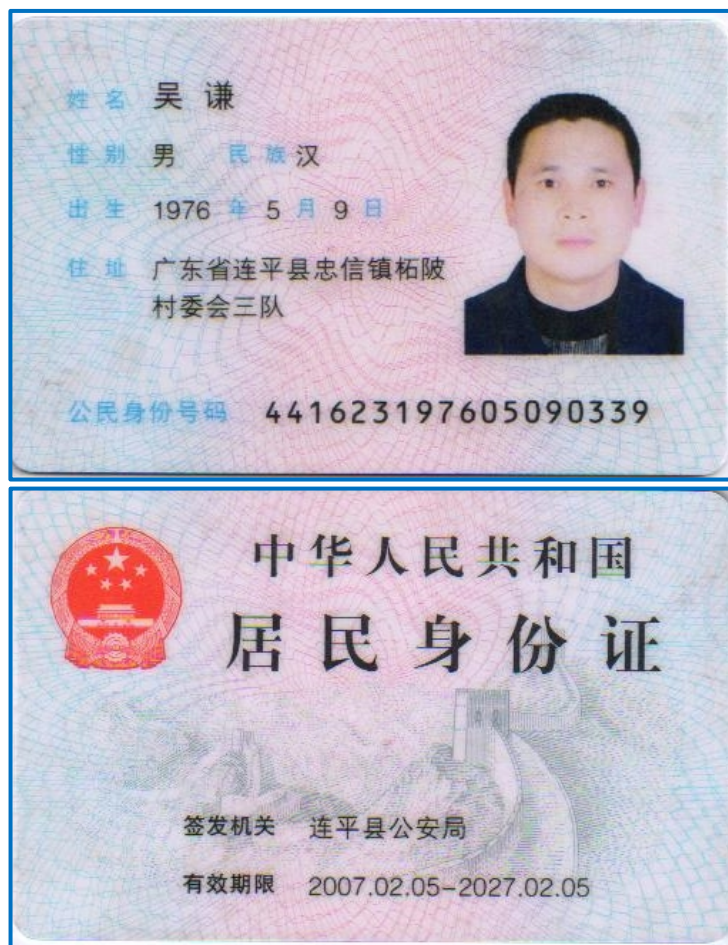 姓名 吴谦
性别 男 民族 汉
出生 1976 年 5 月 9 日
住址 广东省连平县忠信镇柘陂
村委会三队
公民身份号码 441623197605090339
中华人民共和国
居民身份证
签发机关 连平县公安局
有效期限 2007.02.05-2027.02.05